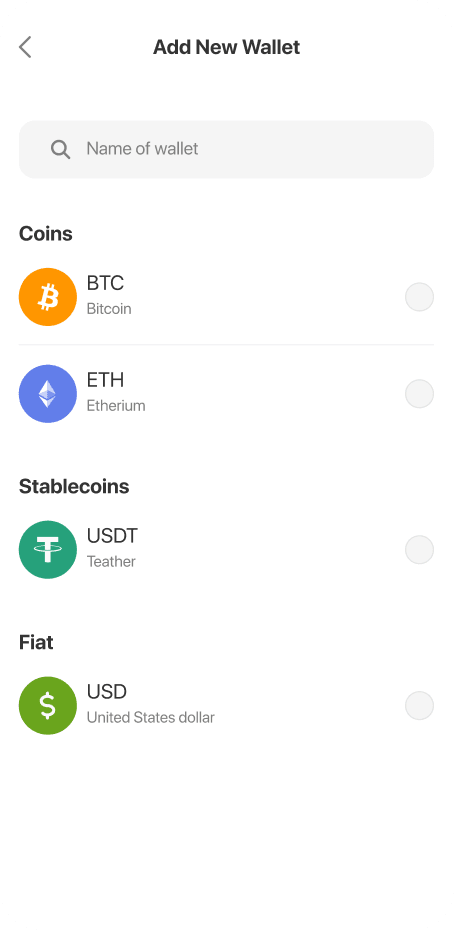 Add New Wallet
Name of wallet
Coins
BTC
Bitcoin
ETH
Etherium
Stablecoins
USDT
Teather
Fiat
USD
United States dollar